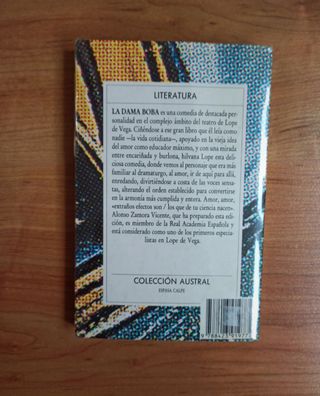 LITERATURA
LA DAMA BOBA es una comedia de destacada per-
sonalidad en el complejo ámbito del teatro de Lope
de Vega. Ciñéndose a ese gran libro que él leía como
nadie —la vida cotidiana—, apoyado en la vieja idea
del amor como educador máximo, y con una mirada
entre encariñada y burlona, hilvana Lope esta deli-
ciosa comedia, donde vemos al personaje que era más
familiar al dramaturgo, al amor, ir de aquí para allá,
enredando, divirtiéndose a costa de las voces sensa-
tas, alterando el orden establecido para convertirse
en la armonía más cumplida y entera. Amor, amor,
«extraños efectos son / los que de tu ciencia nacen».
Alonso Zamora Vicente, que ha preparado esta edi-
ción, es miembro de la Real Academia Española y
está considerado como uno de los primeros especia-
listas en Lope de Vega.
COLECCIÓN AUSTRAL
ESPASA CALPE